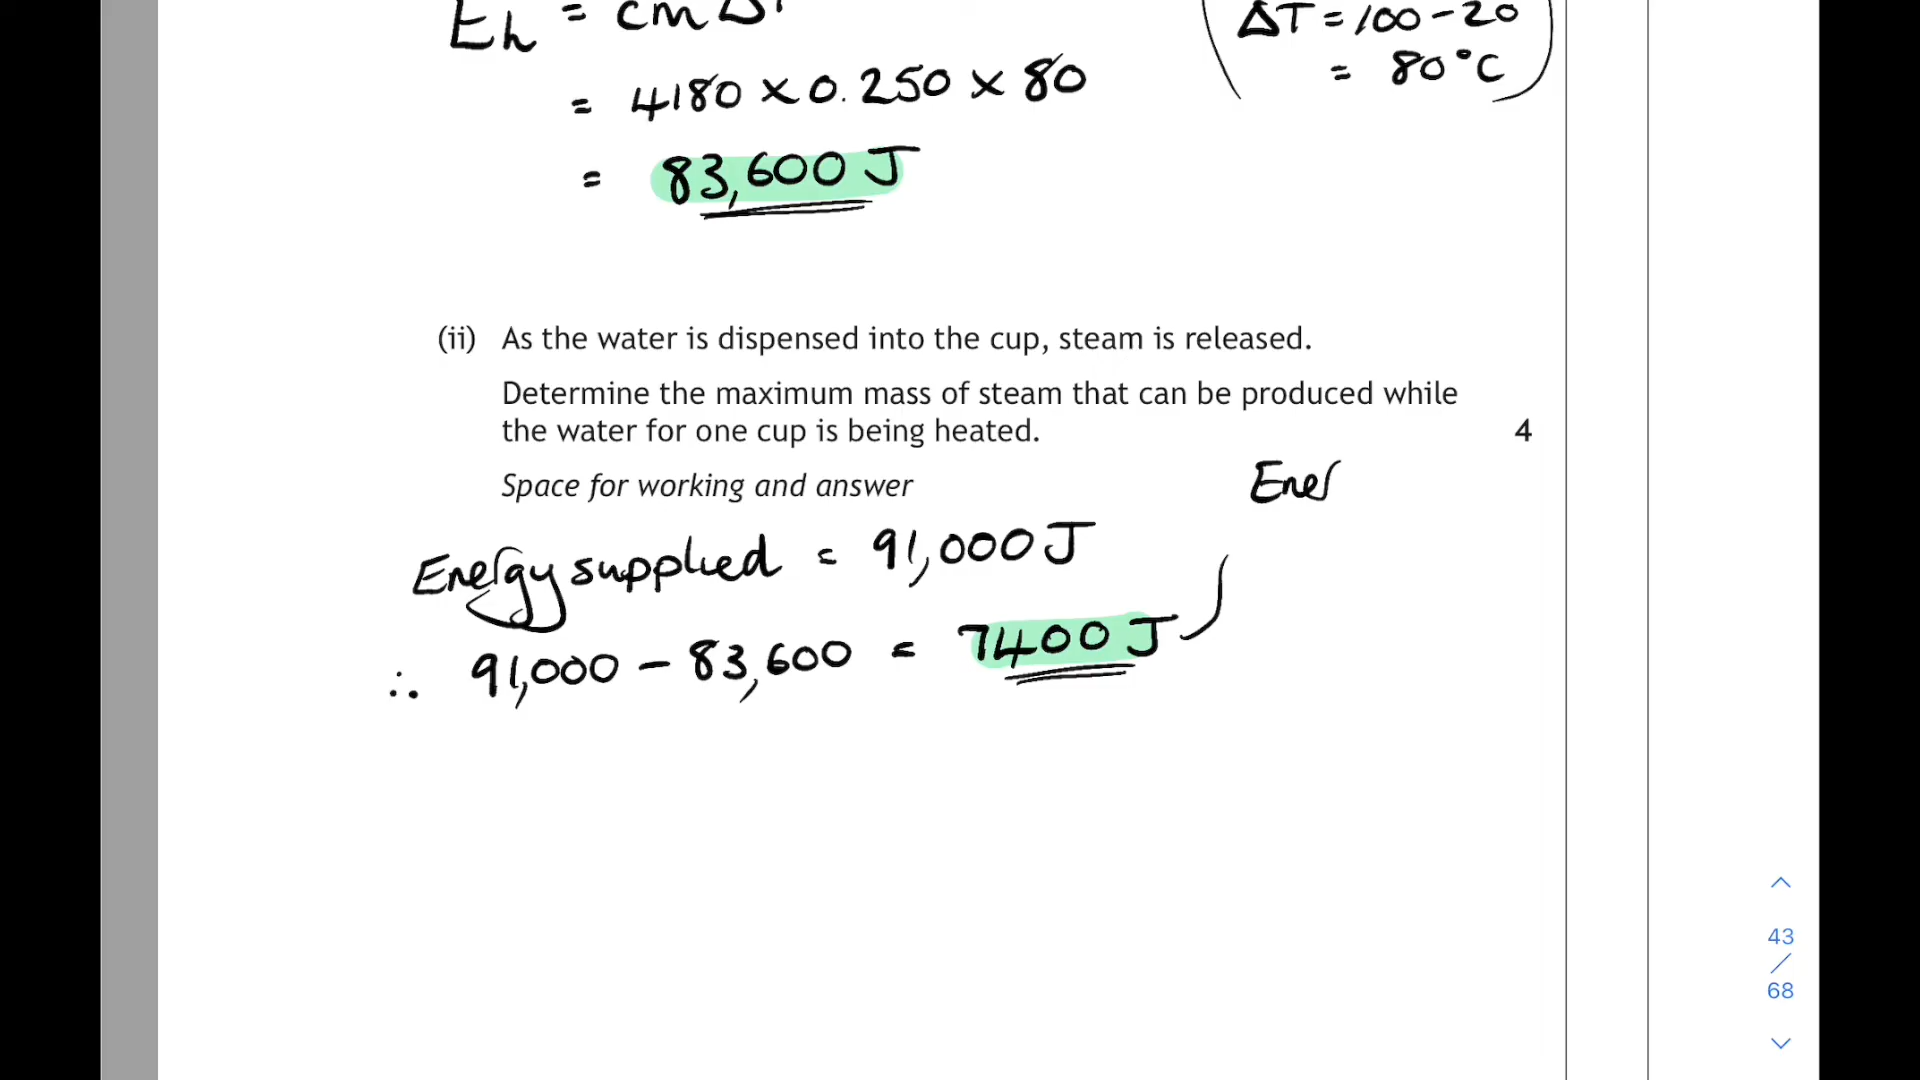 Eh = cm ΔT
ΔT = 100 - 20
= 80°C
= 4180 × 0.250 × 80
= 83,600 J
(ii) As the water is dispensed into the cup, steam is released.
Determine the maximum mass of steam that can be produced while
the water for one cup is being heated. 4
Space for working and answer
Ener
Energy supplied = 91,000 J
∴ 91,000 - 83,600 = 7400 J
43
/
68